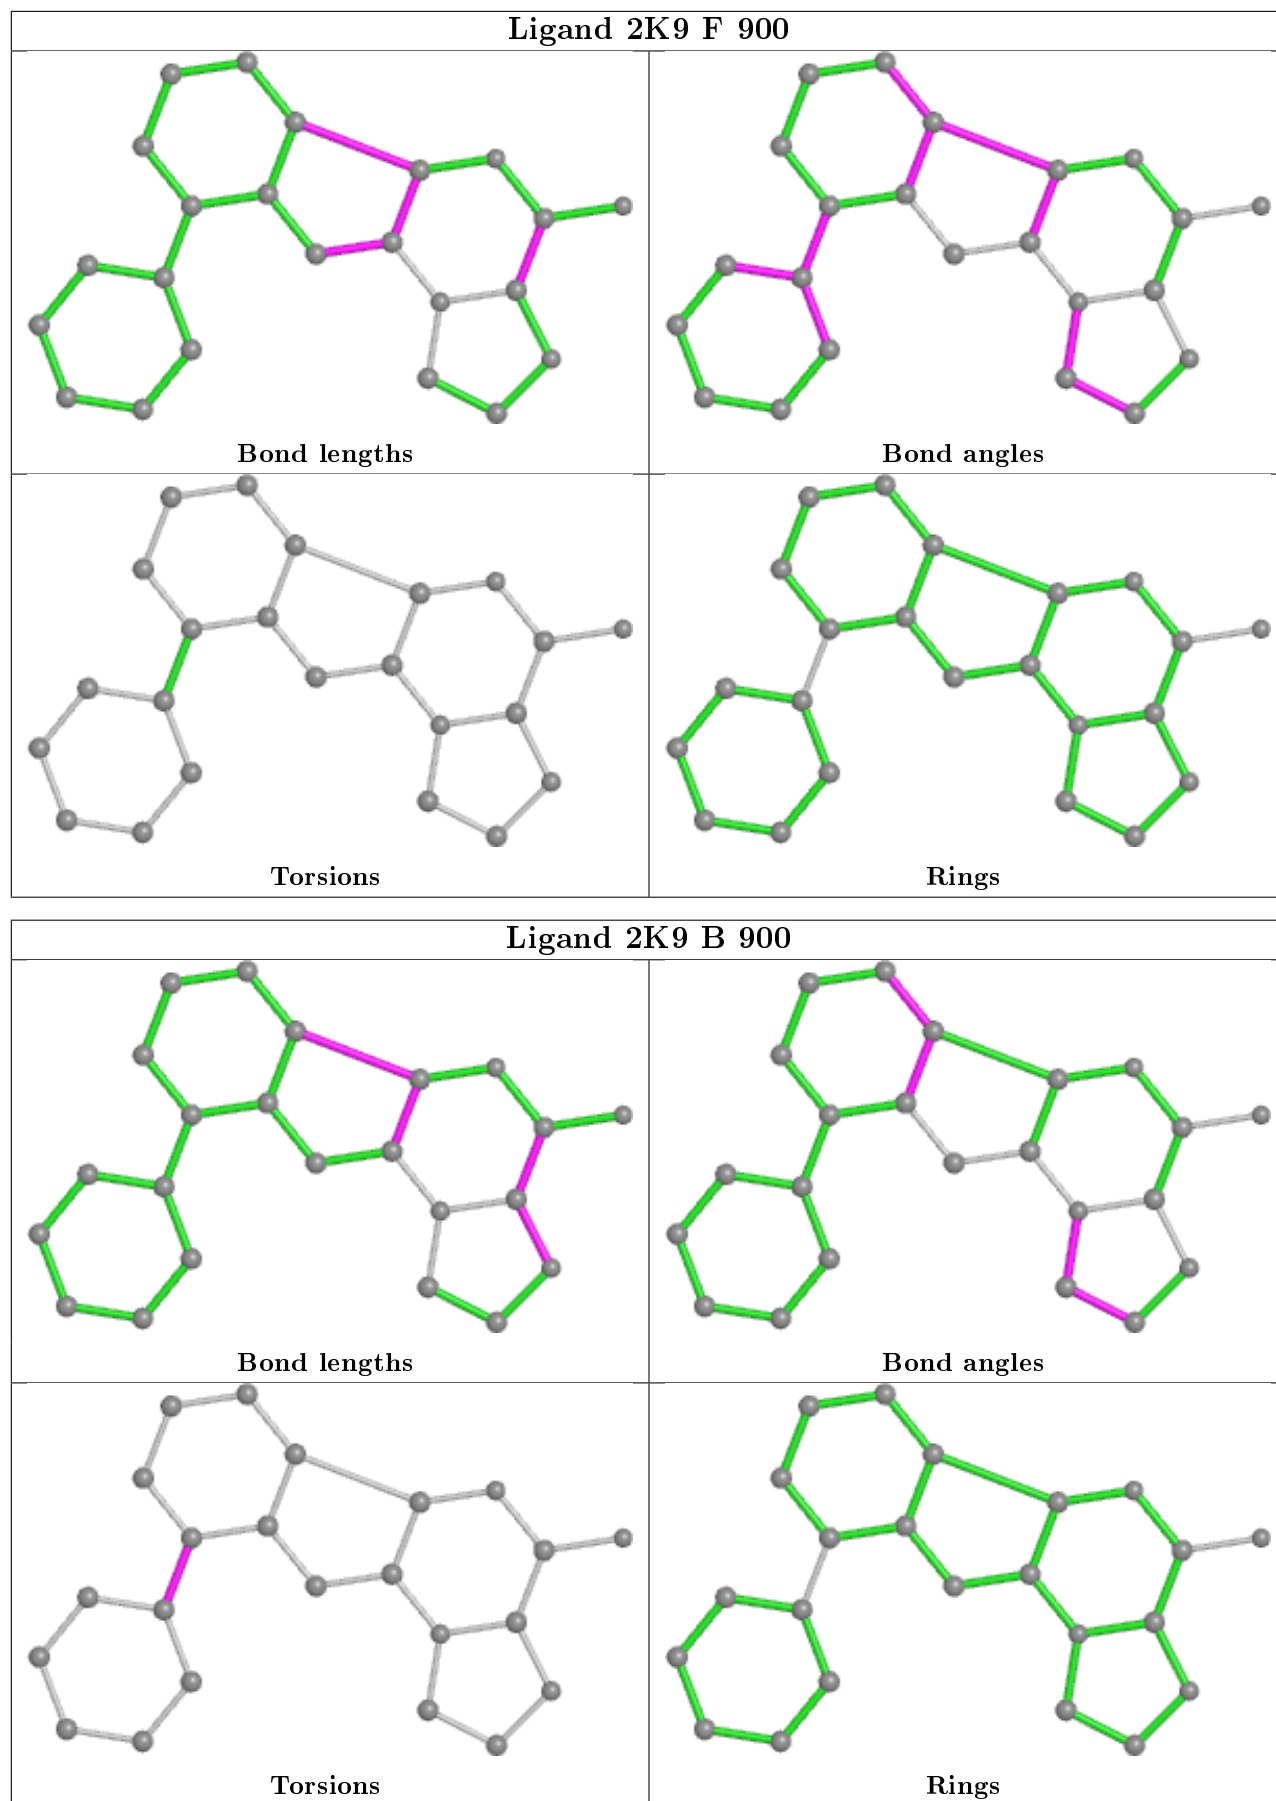 Ligand 2K9 F 900
Bond lengths
Bond angles
Torsions
Rings
Ligand 2K9 B 900
Bond lengths
Bond angles
Torsions
Rings